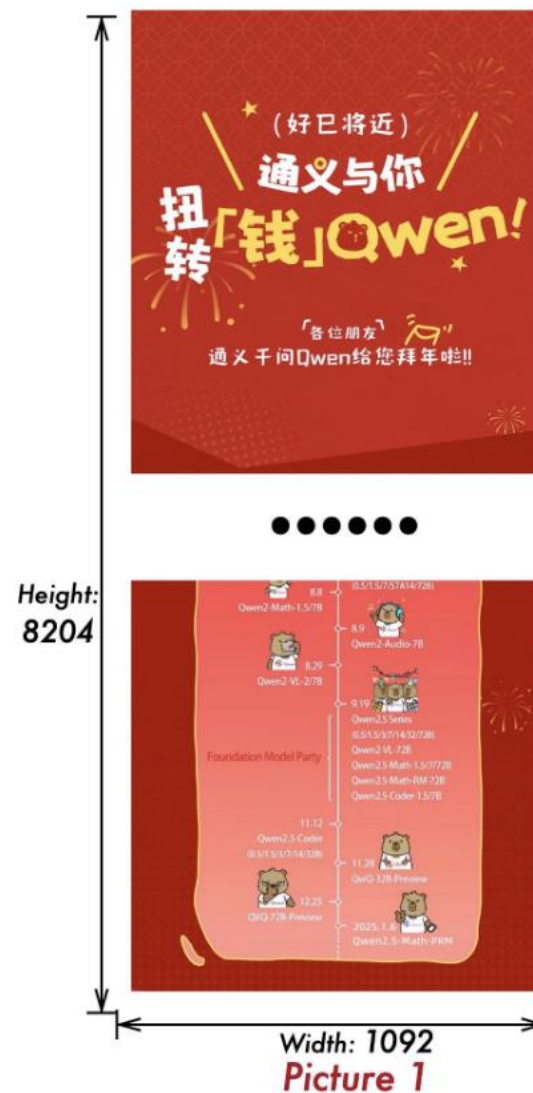 (好巳将近)
通义与你
扭转「钱」Qwen!
「各位朋友」
通义千问Qwen给您拜年啦!!
Height:
8204
(0.5/1.5/7/57A14/72B)
8.8
Qwen2-Math-1.5/7B
8.9
Qwen2-Audio-7B
8.29
Qwen2-VL-2/7B
9.19
Qwen2.5 Series
(0.5/1.5/3/7/14/32/72B)
Qwen2-VL-72B
Qwen2.5-Math-1.5/7/72B
Qwen2.5-Math-RM-72B
Qwen2.5-Coder-1.5/7B
Foundation Model Party
11.12
Qwen2.5-Coder
(0.5/1.5/3/7/14/32B)
11.28
QwQ-32B-Preview
12.25
QVQ-72B-Preview
2025.1.6
Qwen2.5-Math-PRM
Width: 1092
Picture 1